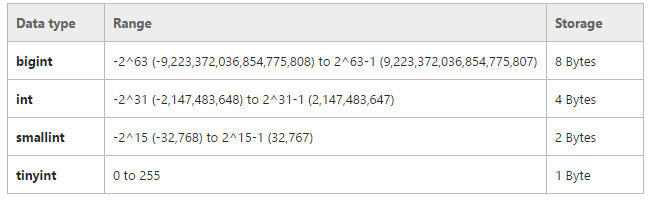 Data type Range Storage
bigint -2^63 (-9,223,372,036,854,775,808) to 2^63-1 (9,223,372,036,854,775,807) 8 Bytes
int -2^31 (-2,147,483,648) to 2^31-1 (2,147,483,647) 4 Bytes
smallint -2^15 (-32,768) to 2^15-1 (32,767) 2 Bytes
tinyint 0 to 255 1 Byte